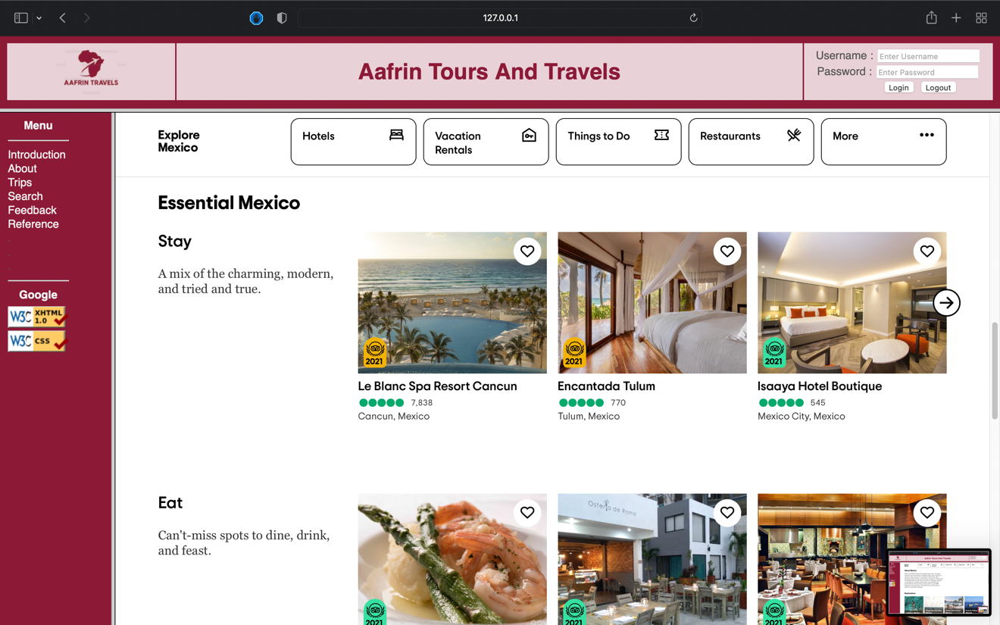 127.0.0.1
AAFRIN TRAVELS
Aafrin Tours And Travels
Username :
Enter Username
Password :
Enter Password
Login
Logout
Menu
Introduction
About
Trips
Search
Feedback
Reference
.
.
.
Google
W3C XHTML 1.0
W3C CSS
Explore
Mexico
Hotels
Vacation
Rentals
Things to Do
Restaurants
More
Essential Mexico
Stay
A mix of the charming, modern,
and tried and true.
2021
2021
2021
Le Blanc Spa Resort Cancun
7,838
Cancun, Mexico
Encantada Tulum
770
Tulum, Mexico
Isaaya Hotel Boutique
545
Mexico City, Mexico
Eat
Can't-miss spots to dine, drink,
and feast.
Osteria de Roma
2021
2021
2021
Aafrin Tours And Travels